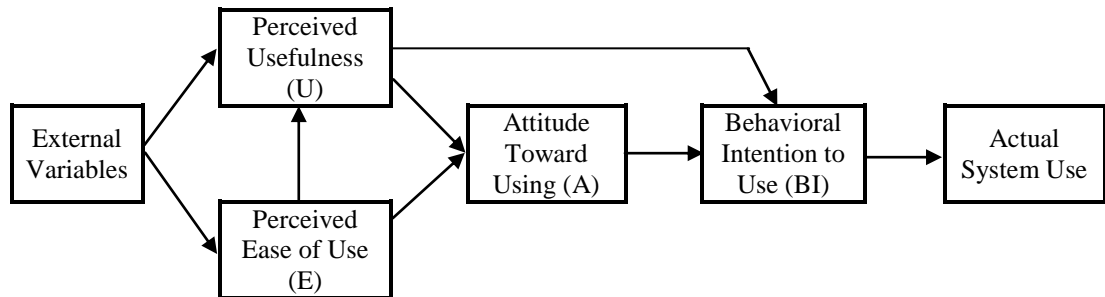 External
Variables
Perceived
Usefulness
(U)
Perceived
Ease of Use
(E)
Attitude
Toward
Using (A)
Behavioral
Intention to
Use (BI)
Actual
System Use